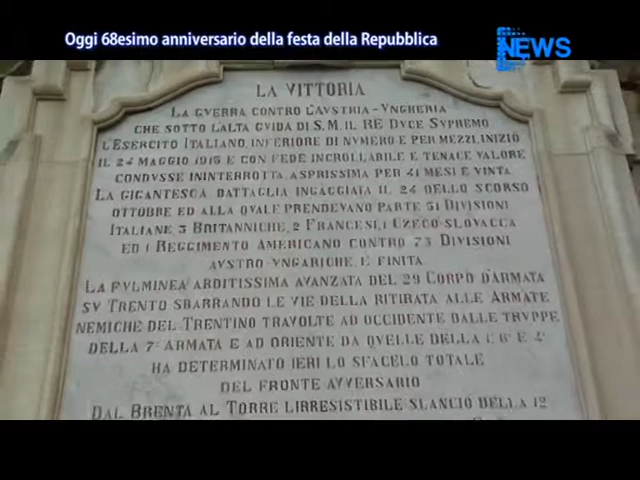 Oggi 68esimo anniversario della festa della Repubblica
NEWS
LA VITTORIA
LA GVERRA CONTRO L'AVSTRIA-VNGHERIA
CHE SOTTO L'ALTA GVIDA DI S.M. IL RE DVCE SVPREMO
L'ESERCITO ITALIANO, INFERIORE DI NVMERO E PER MEZZI, INIZIÒ
IL 24 MAGGIO 1915 E CON FEDE INCROLLABILE E TENACE VALORE
CONDVSSE ININTERROTTA ASPRISSIMA PER 41 MESI È VINTA
LA GIGANTESCA BATTAGLIA INGAGGIATA IL 24 DELLO SCORSO
OTTOBRE ED ALLA QVALE PRENDEVANO PARTE 51 DIVISIONI
ITALIANE 3 BRITANNICHE, 2 FRANCESI, 1 CZECO-SLOVACCA
ED 1 REGGIMENTO AMERICANO CONTRO 73 DIVISIONI
AVSTRO-VNGARICHE È FINITA
LA FVLMINEA ARDITISSIMA AVANZATA DEL 29 CORPO D'ARMATA
SV TRENTO SBARRANDO LE VIE DELLA RITIRATA ALLE ARMATE
NEMICHE DEL TRENTINO TRAVOLTE AD OCCIDENTE DALLE TRVPPE
DELLA 7ª ARMATA E AD ORIENTE DA QVELLE DELLA 1ª 6ª E 4ª
HA DETERMINATO IERI LO SFACELO TOTALE
DEL FRONTE AVVERSARIO
DAL BRENTA AL TORRE L'IRRESISTIBILE SLANCIO DELLA 12